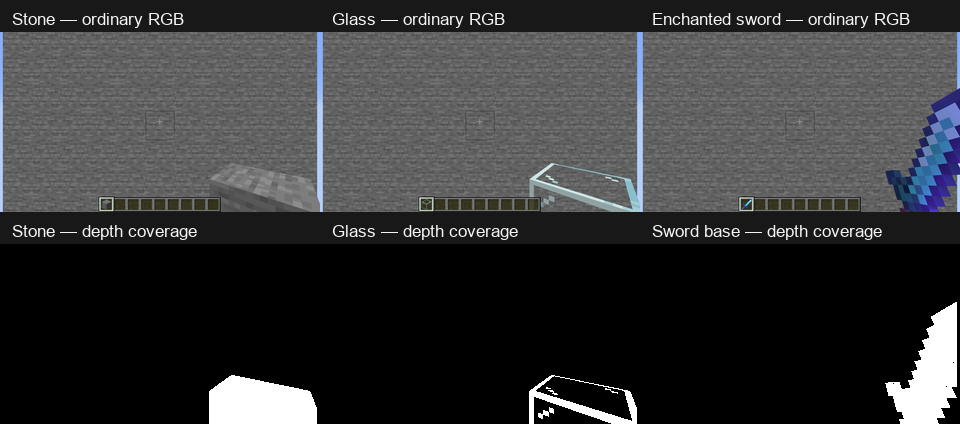 Stone — ordinary RGB
Glass — ordinary RGB
Enchanted sword — ordinary RGB
Stone — depth coverage
Glass — depth coverage
Sword base — depth coverage